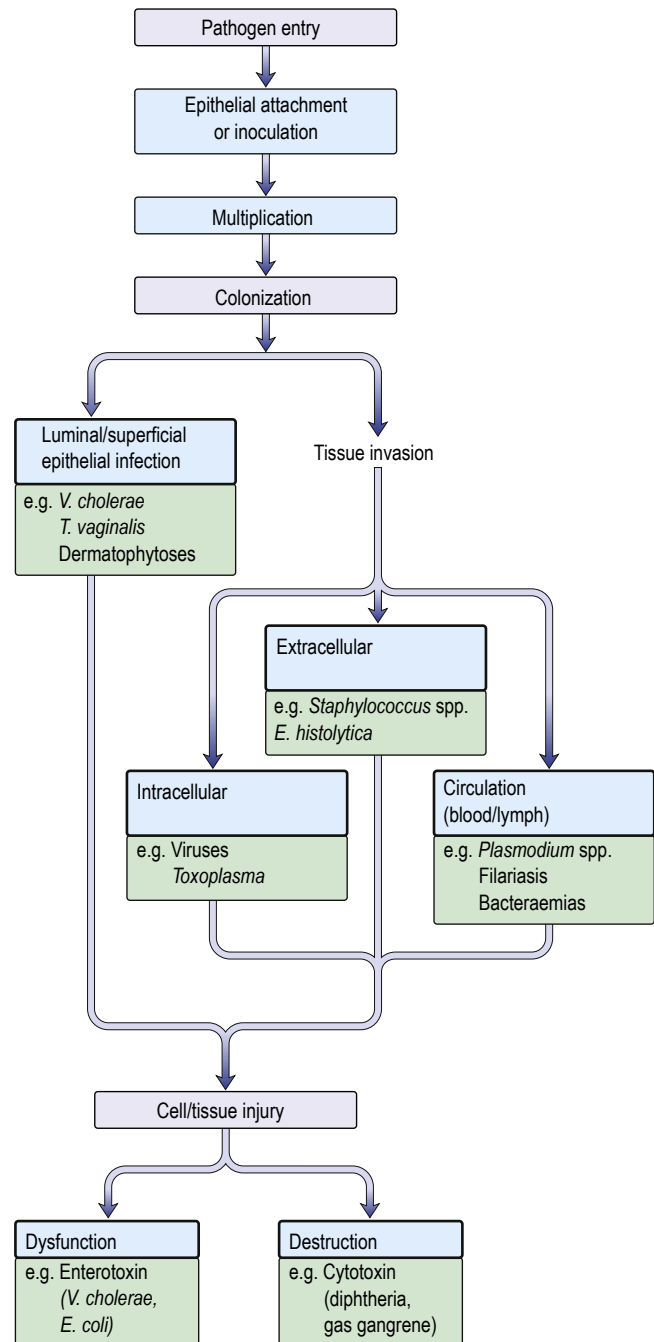 Pathogen entry
Epithelial attachment
or inoculation
Multiplication
Colonization
Luminal/superficial
epithelial infection
e.g. V. cholerae
T. vaginalis
Dermatophytoses
Tissue invasion
Extracellular
e.g. Staphylococcus spp.
E. histolytica
Intracellular
e.g. Viruses
Toxoplasma
Circulation
(blood/lymph)
e.g. Plasmodium spp.
Filariasis
Bacteraemias
Cell/tissue injury
Dysfunction
e.g. Enterotoxin
(V. cholerae,
E. coli)
Destruction
e.g. Cytotoxin
(diphtheria,
gas gangrene)